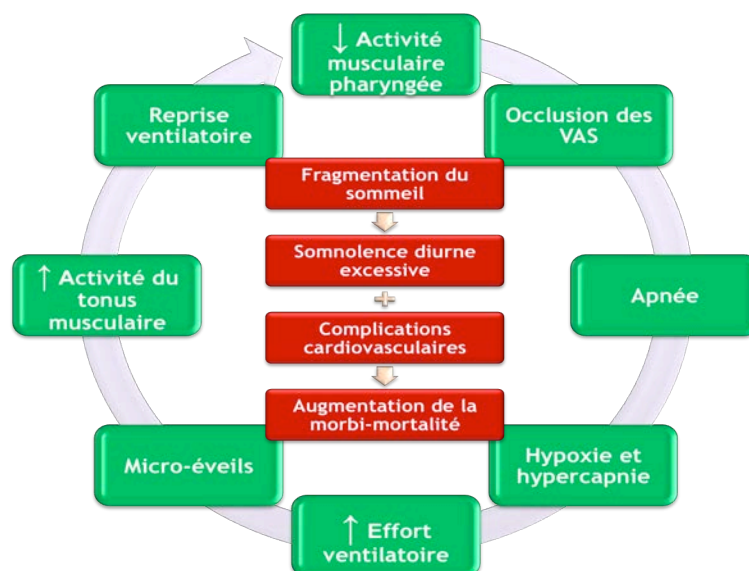 ↓ Activité
musculaire
pharyngée
Occlusion des
VAS
Apnée
Hypoxie et
hypercapnie
↑ Effort
ventilatoire
Micro-éveils
↑ Activité du
tonus
musculaire
Reprise
ventilatoire
Fragmentation du
sommeil
Somnolence diurne
excessive
+
Complications
cardiovasculaires
Augmentation de la
morbi-mortalité